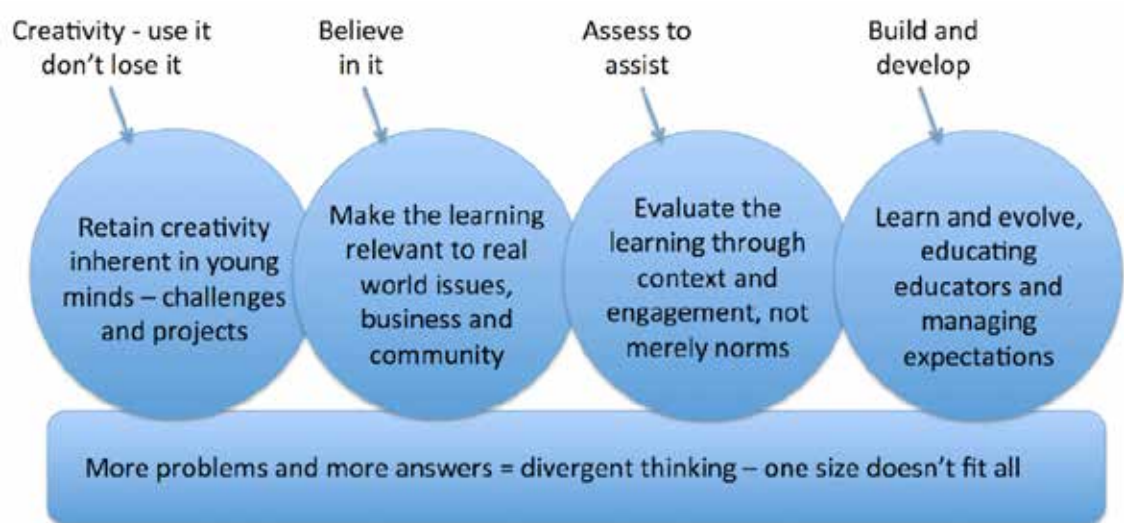 Creativity - use it
don't lose it
Believe
in it
Assess to
assist
Build and
develop
Retain creativity
inherent in young
minds – challenges
and projects
Make the learning
relevant to real
world issues,
business and
community
Evaluate the
learning through
context and
engagement, not
merely norms
Learn and evolve,
educating
educators and
managing
expectations
More problems and more answers = divergent thinking – one size doesn't fit all